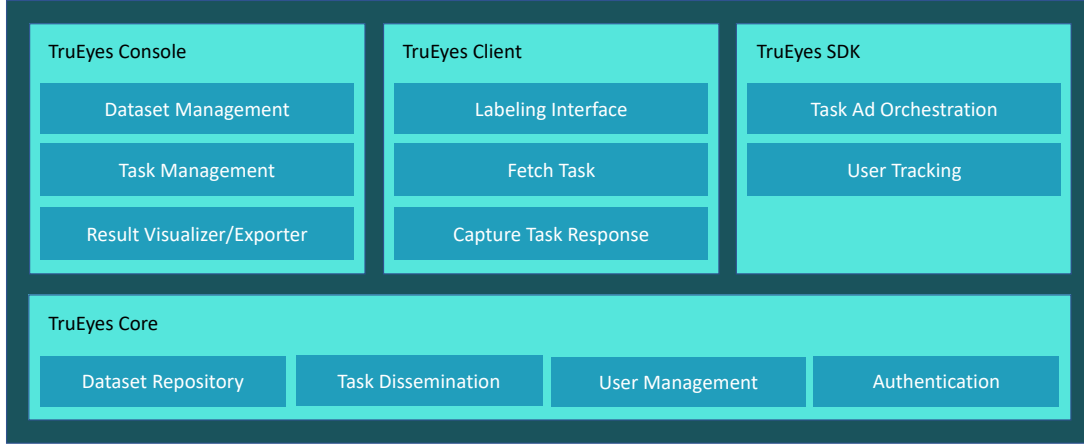 TruEyes Console
Dataset Management
Task Management
Result Visualizer/Exporter
TruEyes Client
Labeling Interface
Fetch Task
Capture Task Response
TruEyes SDK
Task Ad Orchestration
User Tracking
TruEyes Core
Dataset Repository
Task Dissemination
User Management
Authentication